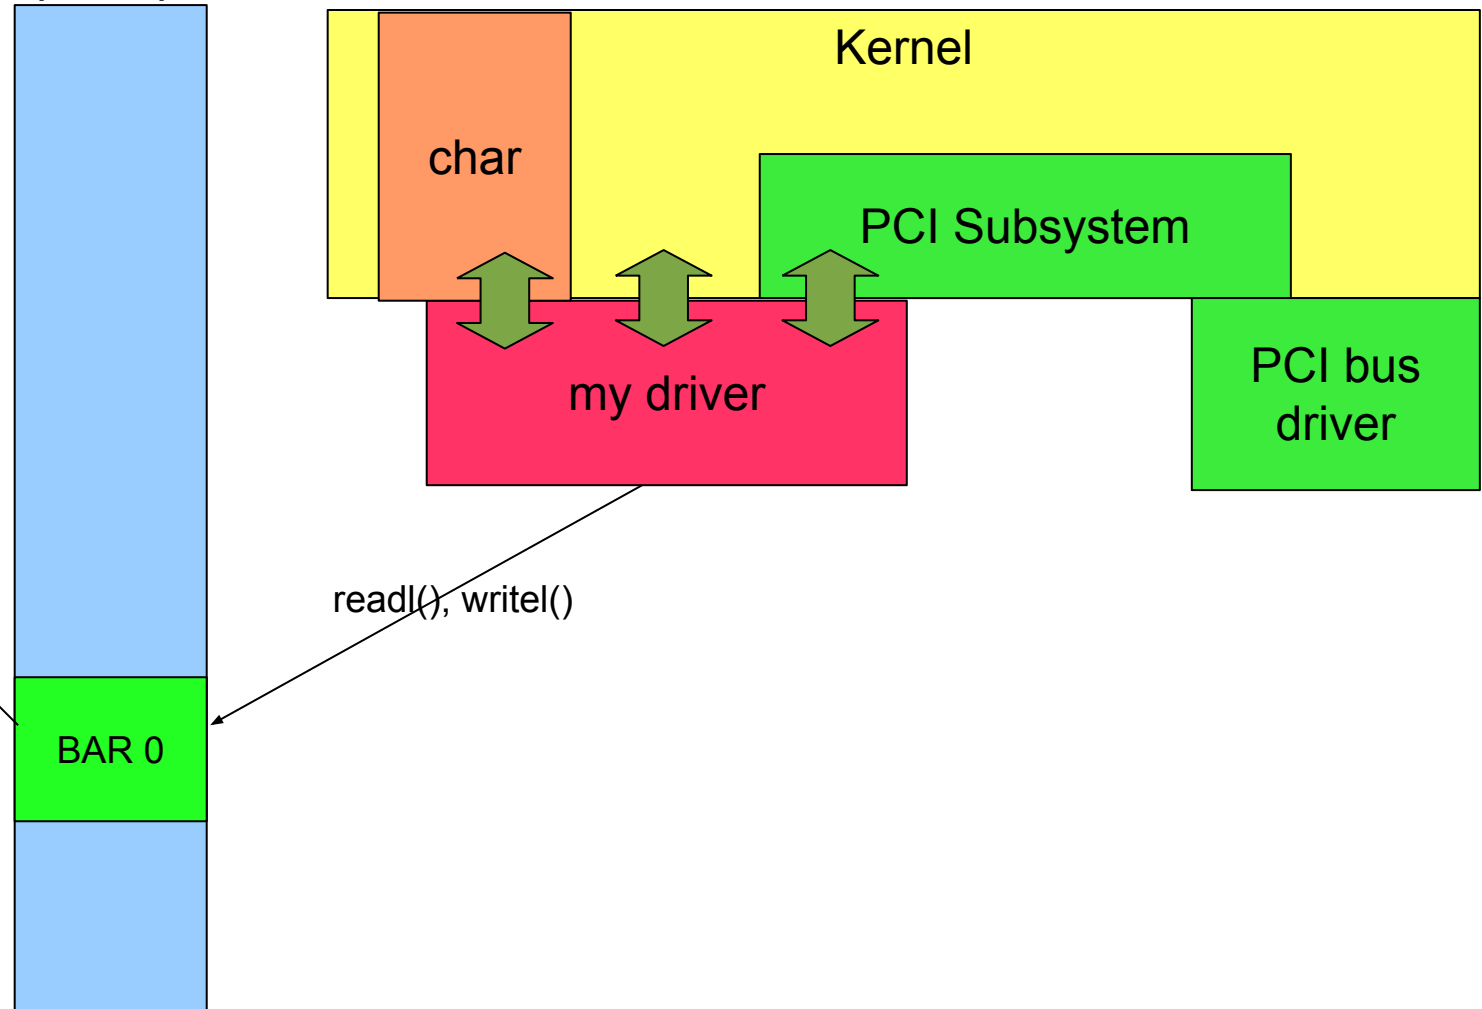 Kernel
char
PCI Subsystem
PCI bus
driver
my driver
readl(), writel()
BAR 0